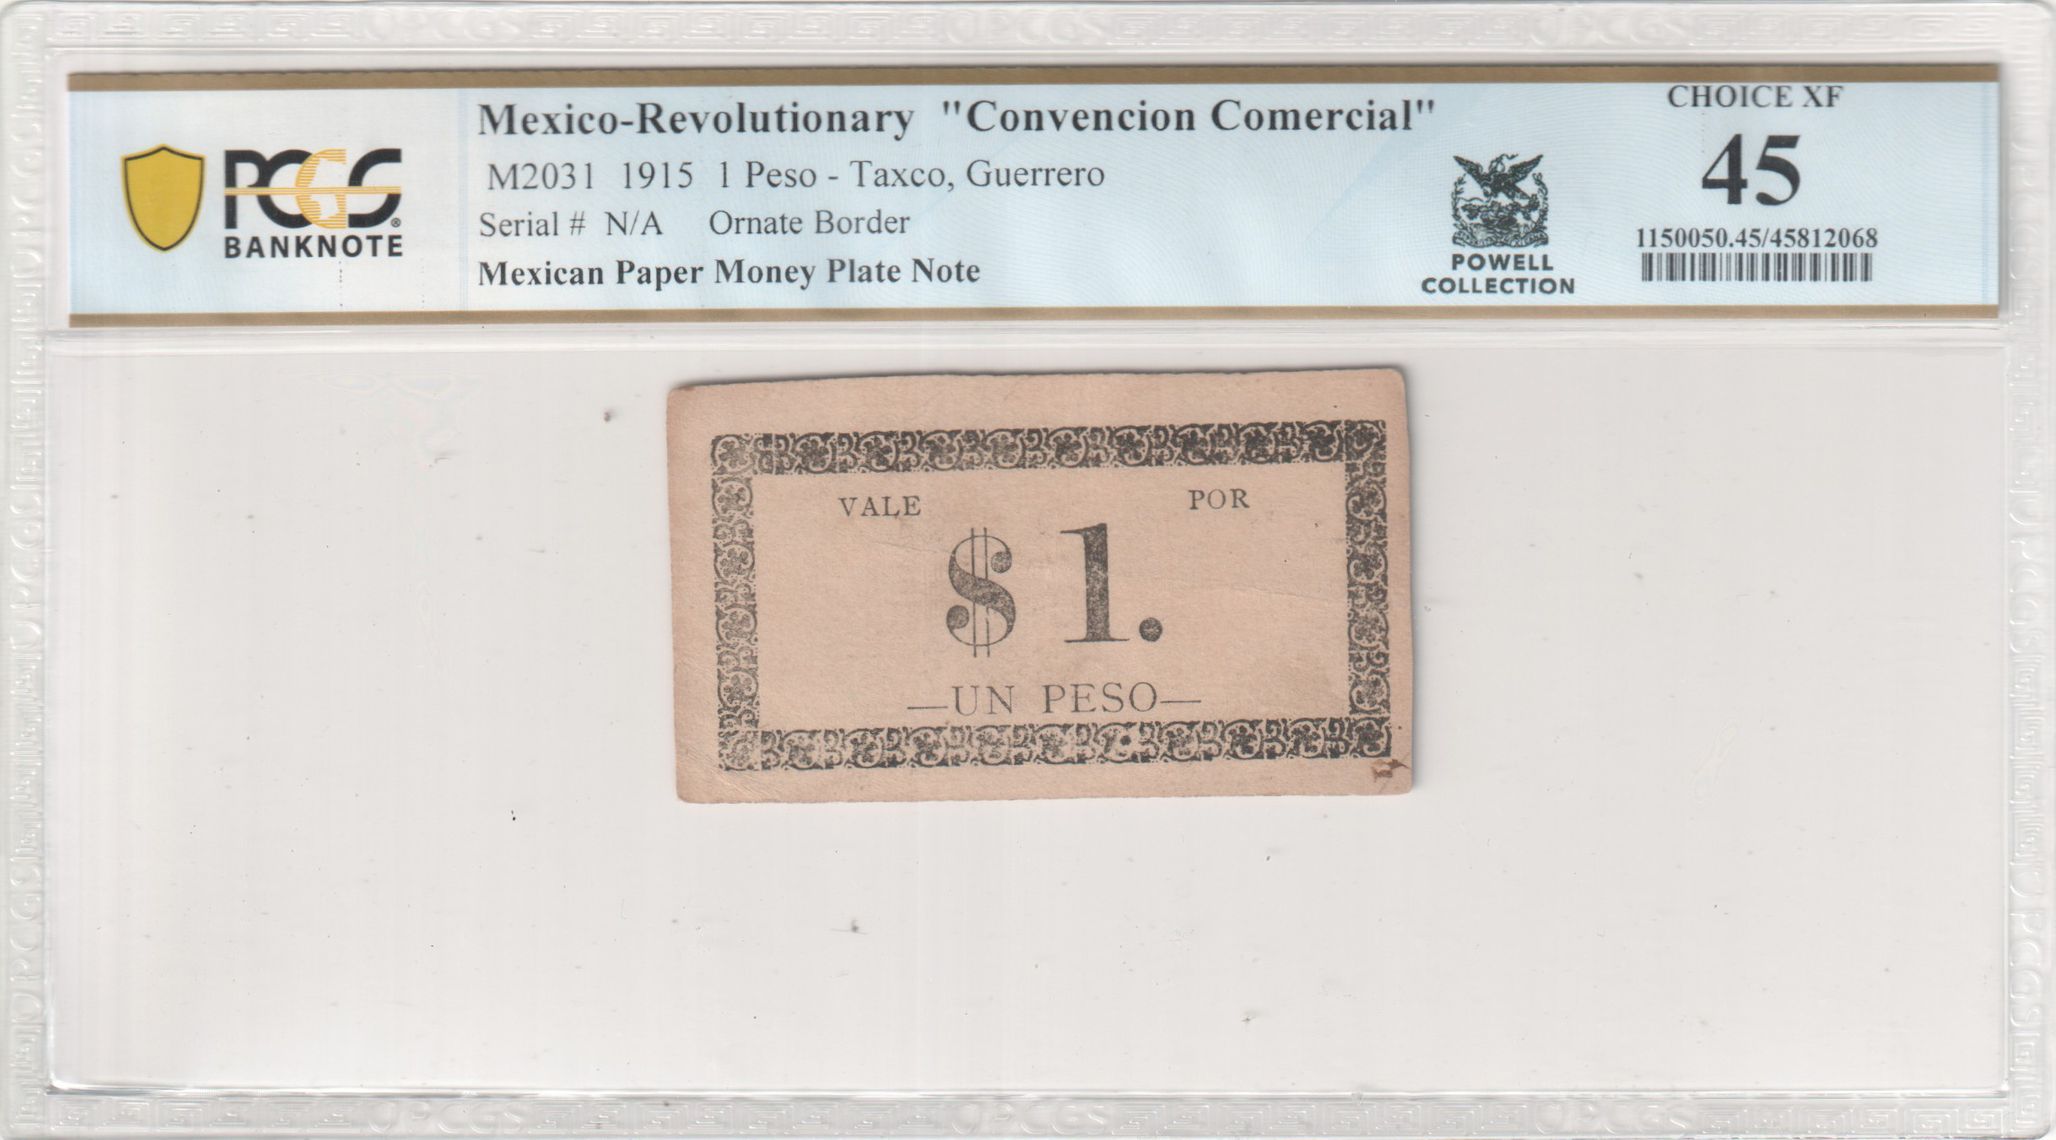 PCGS
BANKNOTE
Mexico-Revolutionary "Convencion Comercial"
M2031 1915 1 Peso - Taxco, Guerrero
Serial # N/A Ornate Border
Mexican Paper Money Plate Note
POWELL
COLLECTION
CHOICE XF
45
1150050.45/45812068
VALE POR
$ 1.
—UN PESO—